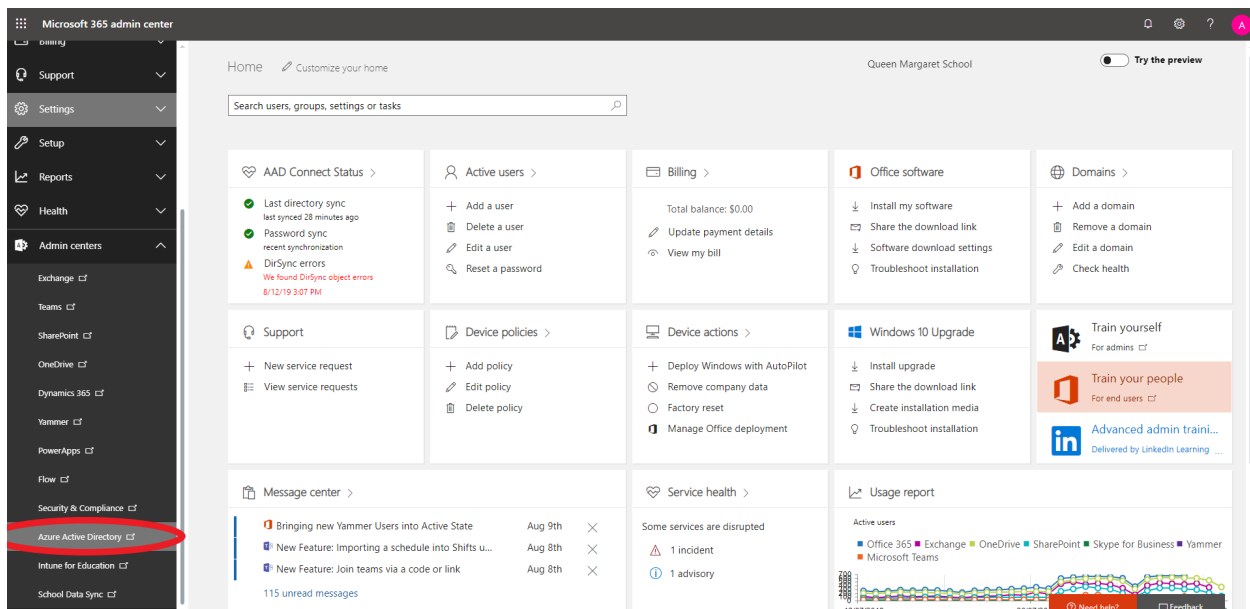 Microsoft 365 admin center
A
Billing
Support
Settings
Setup
Reports
Health
Admin centers
Exchange
Teams
SharePoint
OneDrive
Dynamics 365
Yammer
PowerApps
Flow
Security & Compliance
Azure Active Directory
Intune for Education
School Data Sync
Home
Customize your home
Queen Margaret School
Try the preview
Search users, groups, settings or tasks
AAD Connect Status
Last directory sync
last synced 28 minutes ago
Password sync
recent synchronization
DirSync errors
We found DirSync object errors
8/12/19 3:07 PM
Active users
Add a user
Delete a user
Edit a user
Reset a password
Billing
Total balance: $0.00
Update payment details
View my bill
Office software
Install my software
Share the download link
Software download settings
Troubleshoot installation
Domains
Add a domain
Remove a domain
Edit a domain
Check health
Support
New service request
View service requests
Device policies
Add policy
Edit policy
Delete policy
Device actions
Deploy Windows with AutoPilot
Remove company data
Factory reset
Manage Office deployment
Windows 10 Upgrade
Install upgrade
Share the download link
Create installation media
Troubleshoot installation
Train yourself
For admins
Train your people
For end users
Advanced admin traini...
Delivered by LinkedIn Learning ...
Message center
Bringing new Yammer Users into Active State Aug 9th
New Feature: Importing a schedule into Shifts u... Aug 8th
New Feature: Join teams via a code or link Aug 8th
115 unread messages
Service health
Some services are disrupted
1 incident
1 advisory
Usage report
Active users
Office 365 Exchange OneDrive SharePoint Skype for Business Yammer
Microsoft Teams
700
Need help?
Feedback